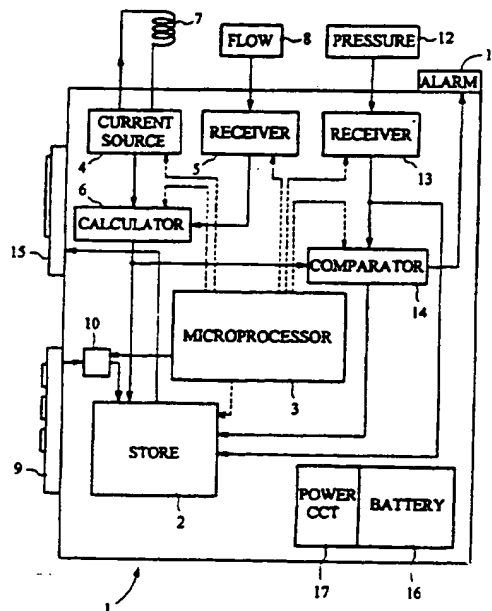 7
FLOW 8
PRESSURE 12
1
ALARM
CURRENT
SOURCE
4
RECEIVER
5
RECEIVER
13
6
CALCULATOR
15
COMPARATOR
14
MICROPROCESSOR
3
10
9
STORE
2
POWER
CCT
BATTERY
17
16
1